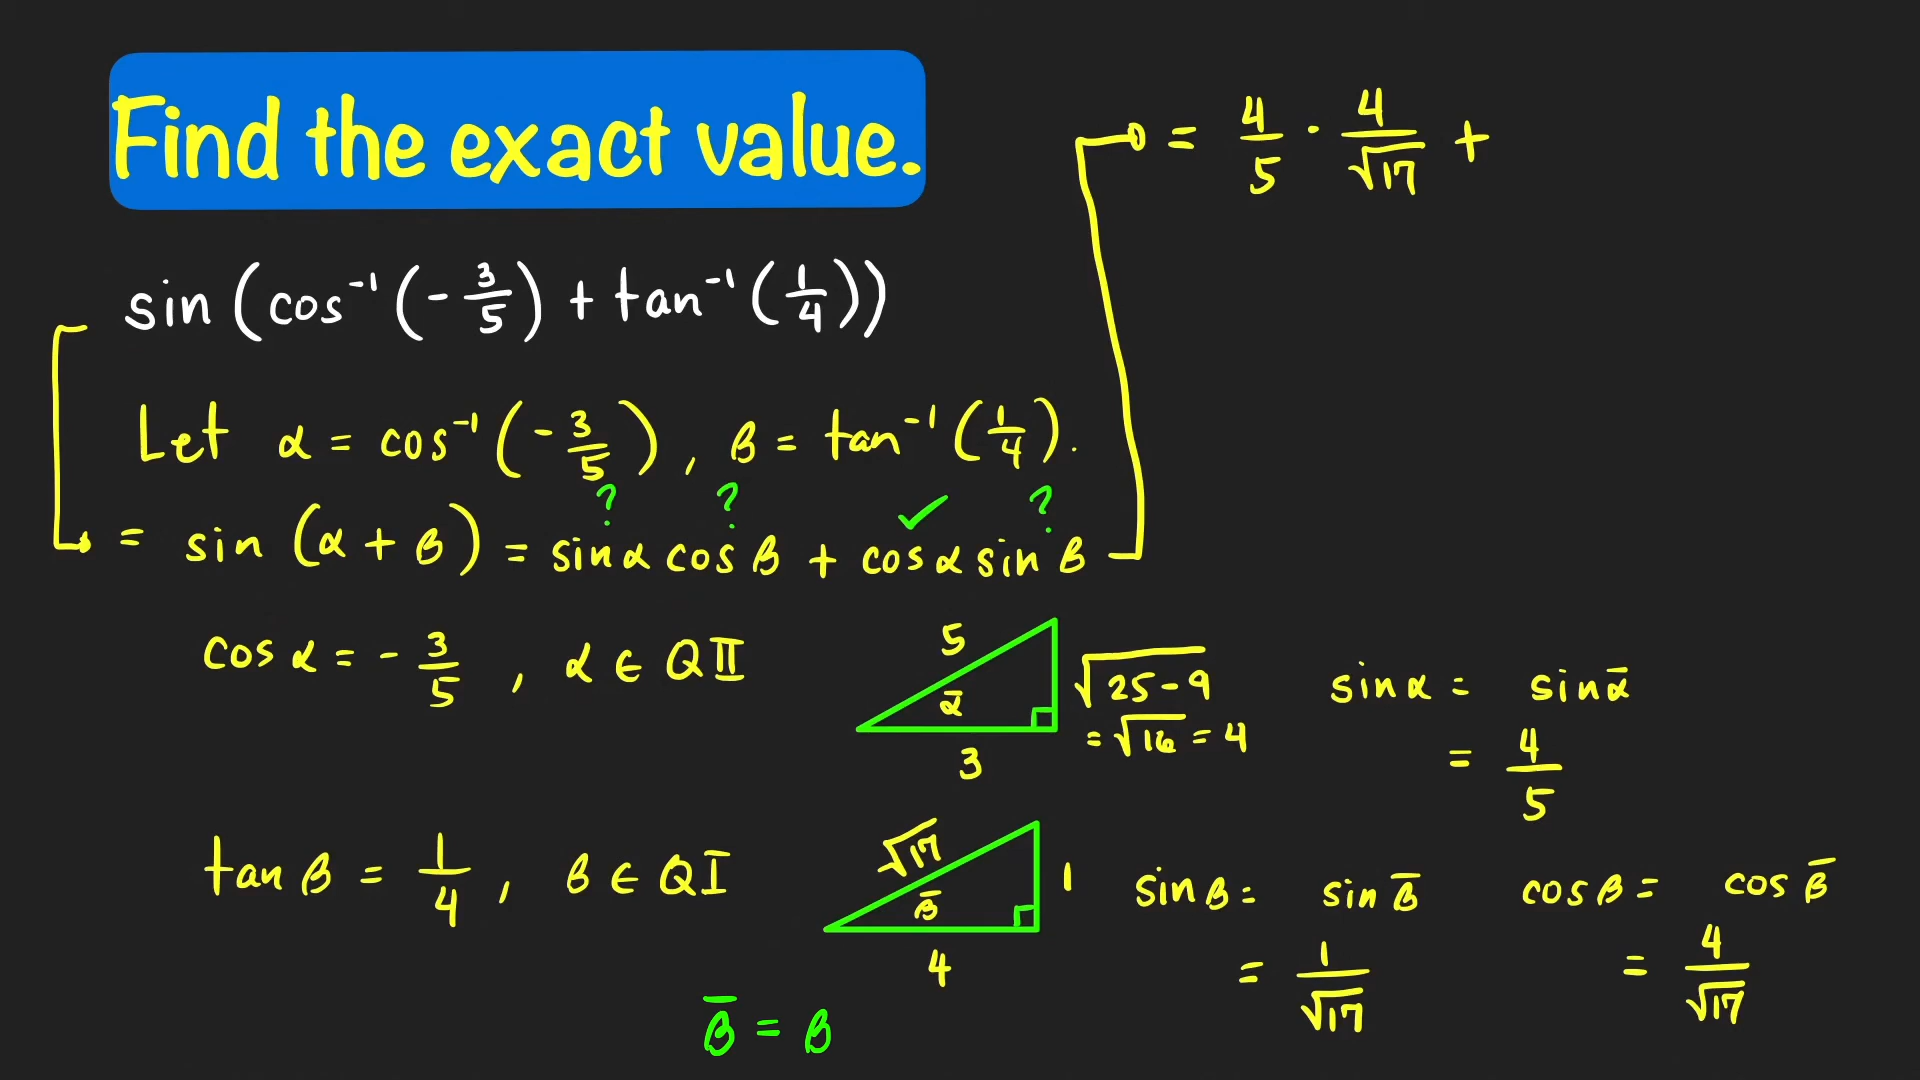 Find the exact value.
sin (cos⁻¹(-3/5) + tan⁻¹(1/4))
Let α = cos⁻¹(-3/5), β = tan⁻¹(1/4).
? ? ✓ ?
= sin (α + β) = sinα cosβ + cosα sinβ
= 4/5 · 4/√17 +
cosα = -3/5, α ∈ QII
5
ᾱ
3
√25-9
= √16 = 4
sinα = sinᾱ
= 4/5
tanβ = 1/4, β ∈ QI
√17
β̄
1
4
sinβ = sinβ̄
= 1/√17
cosβ = cosβ̄
= 4/√17
β̄ = β